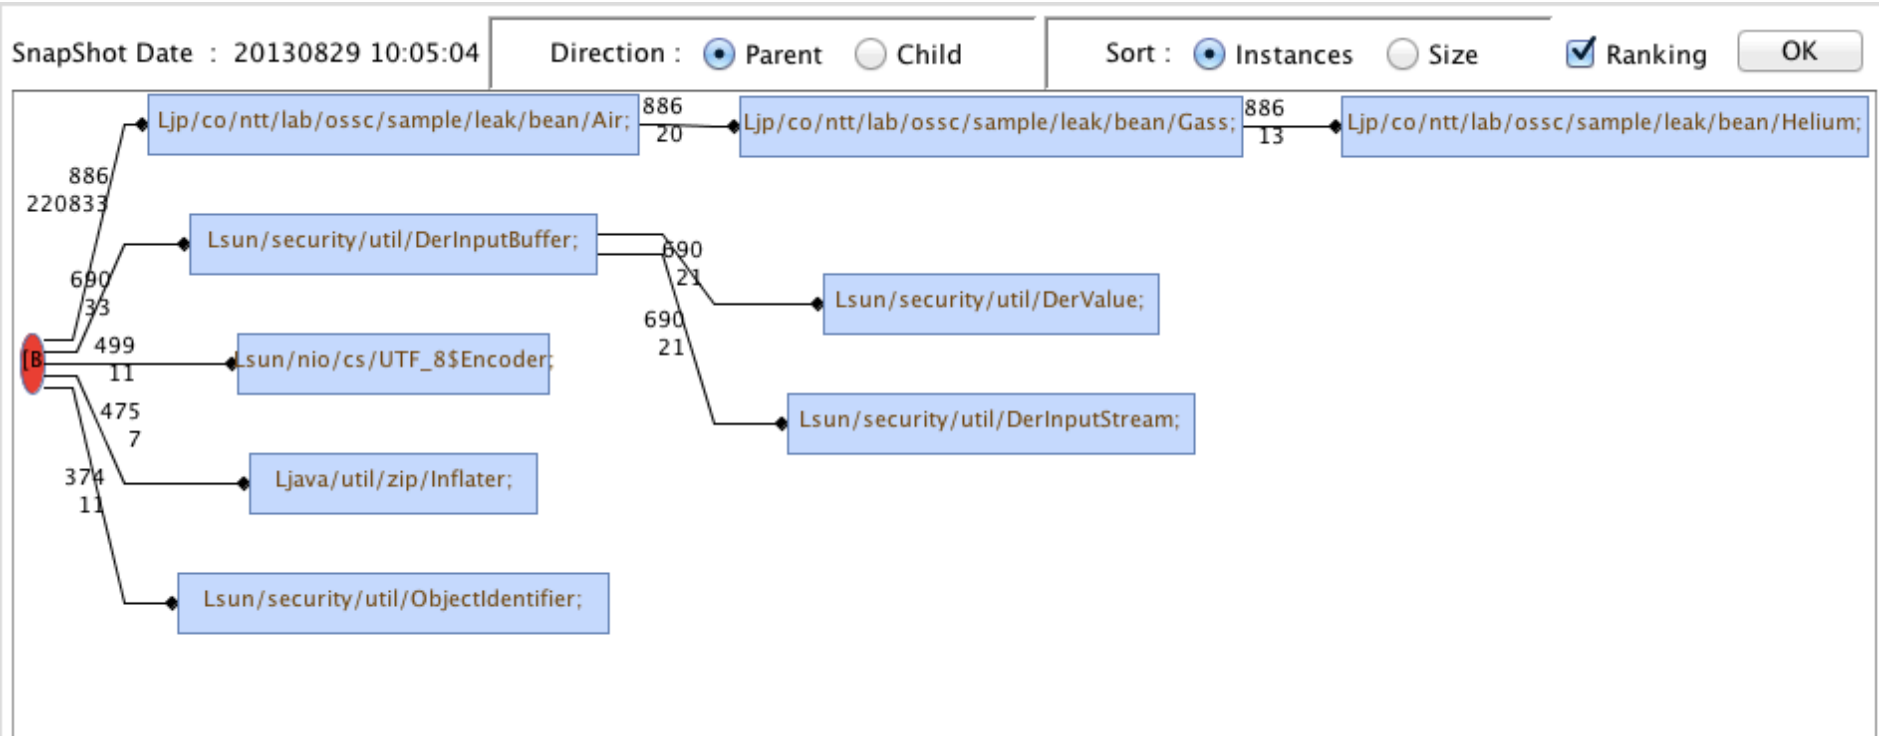 SnapShot Date : 20130829 10:05:04 Direction : Parent Child Sort : Instances Size Ranking OK
Ljp/co/ntt/lab/ossc/sample/leak/bean/Air;
886
20
Ljp/co/ntt/lab/ossc/sample/leak/bean/Gass;
886
13
Ljp/co/ntt/lab/ossc/sample/leak/bean/Helium;
886
220833
Lsun/security/util/DerInputBuffer;
690
21
690
33
Lsun/security/util/DerValue;
690
21
[B
499
11
Lsun/nio/cs/UTF_8$Encoder;
475
7
Lsun/security/util/DerInputStream;
374
11
Ljava/util/zip/Inflater;
Lsun/security/util/ObjectIdentifier;